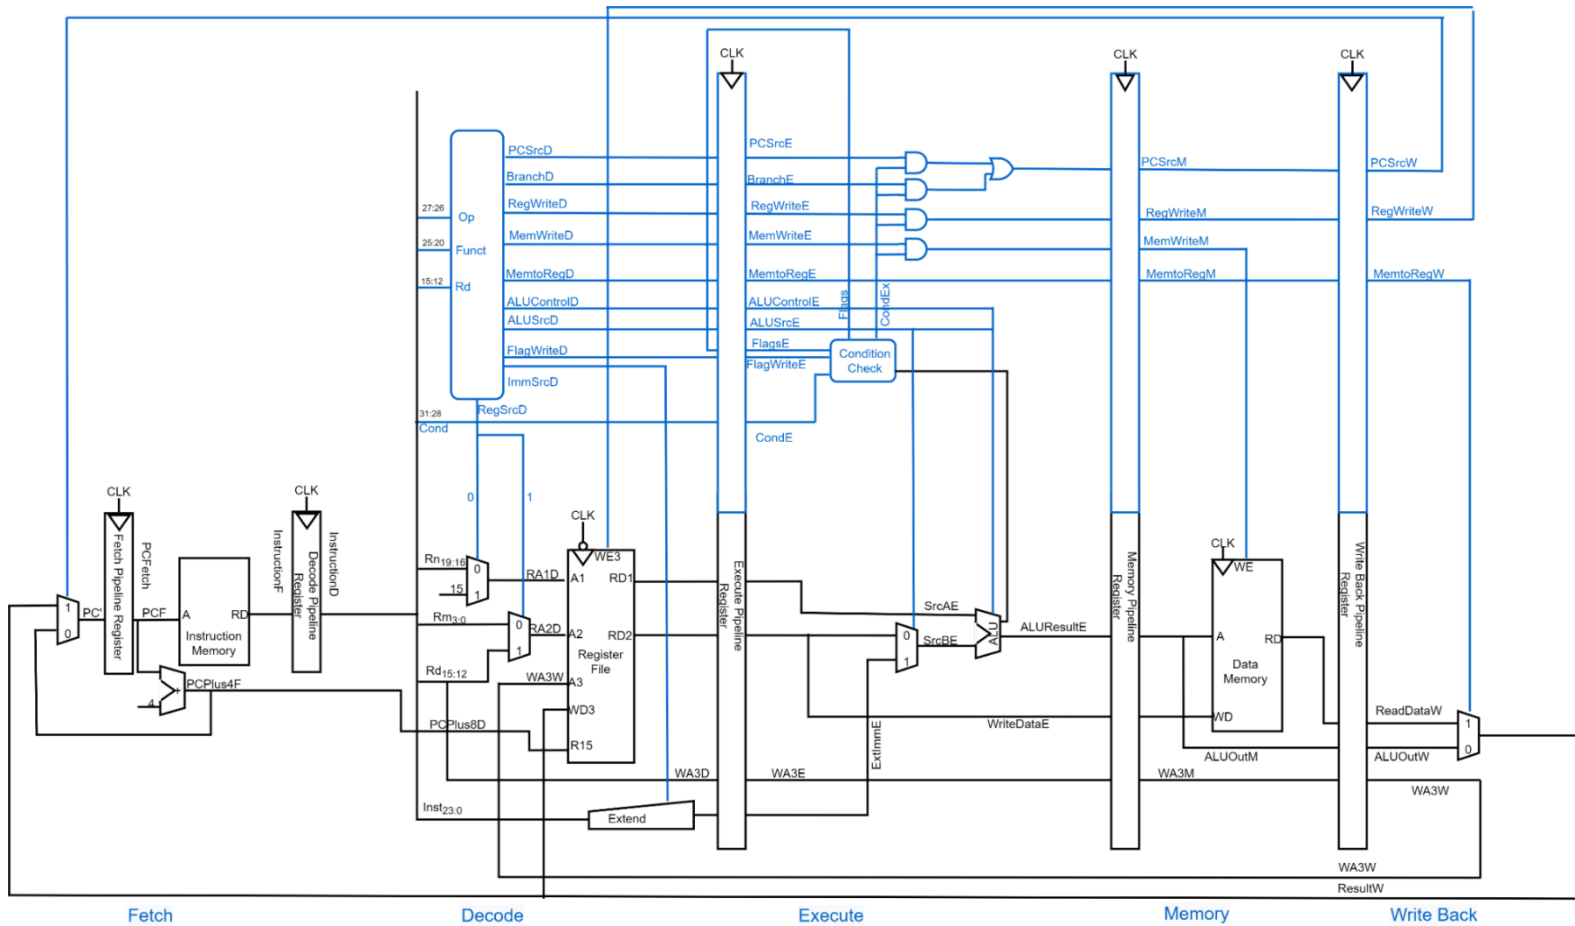 CLK
CLK
CLK
PCSrcD
BranchD
RegWriteD
MemWriteD
MemtoRegD
ALUControlD
ALUSrcD
FlagWriteD
ImmSrcD
RegSrcD
27:26
Op
25:20
Funct
15:12
Rd
31:28
Cond
0
1
PCSrcE
BranchE
RegWriteE
MemWriteE
MemtoRegE
ALUControlE
ALUSrcE
FlagsE
FlagWriteE
CondE
Flags
CondEx
Condition
Check
PCSrcM
RegWriteM
MemWriteM
MemtoRegM
PCSrcW
RegWriteW
MemtoRegW
CLK
CLK
CLK
CLK
PC'
1
0
Fetch Pipeline Register
PCFetch
PCF
A
RD
Instruction
Memory
InstructionF
Decode Pipeline
Register
InstructionD
4
+
PCPlus4F
PCPlus8D
Rn19:16
15
0
1
RA1D
Rm3:0
0
1
RA2D
Rd15:12
WA3W
A1
A2
A3
WD3
R15
WE3
RD1
RD2
Register
File
Inst23:0
Extend
WA3D
Execute Pipeline
Register
WA3E
ExtImmE
0
1
SrcAE
SrcBE
ALU
ALUResultE
WriteDataE
Memory Pipeline
Register
WA3M
ALUOutM
WE
A
RD
Data
Memory
WD
Write Back Pipeline
Register
ReadDataW
ALUOutW
1
0
WA3W
WA3W
ResultW
Fetch
Decode
Execute
Memory
Write Back